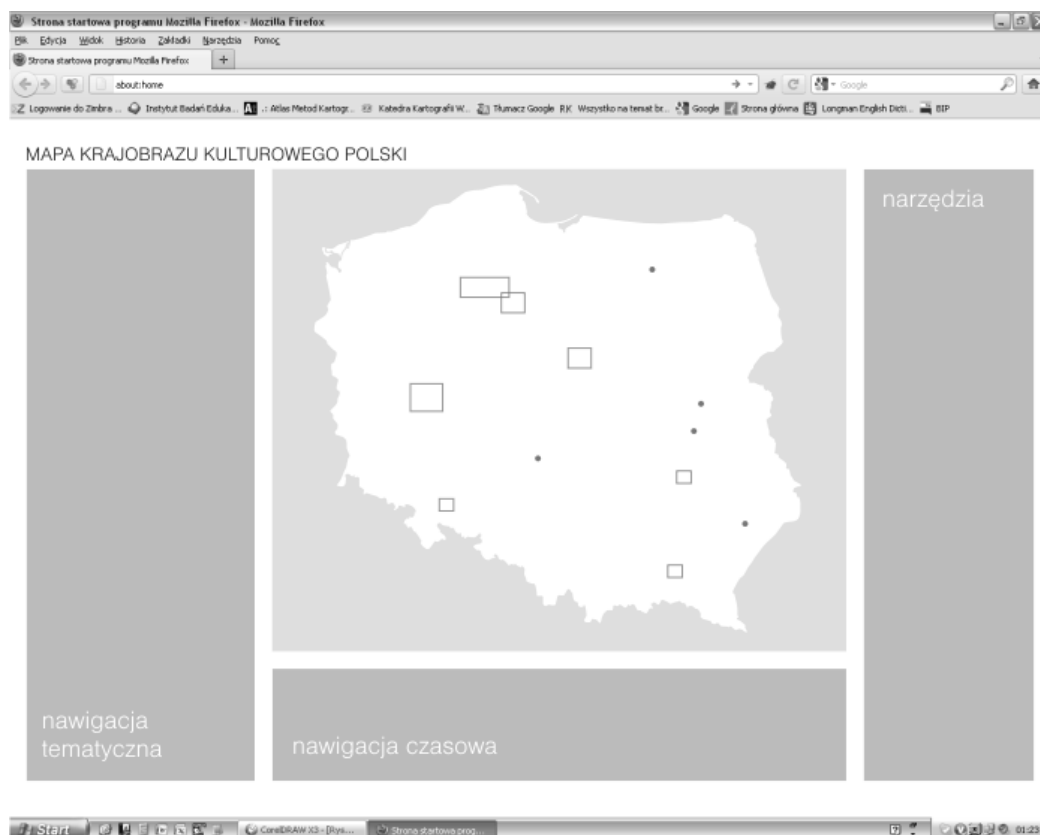 Strona startowa programu Mozilla Firefox - Mozilla Firefox
Plik Edycja Widok Historia Zakładki Narzędzia Pomoc
Strona startowa programu Mozilla Firefox +
about:home Google
Logowanie do Zimbra ... Instytut Badań Eduka... .: Atlas Metod Kartogr... Katedra Kartografii W... Tłumacz Google RK Wszystko na temat br... Google Strona główna Longman English Dicti... BIP
MAPA KRAJOBRAZU KULTUROWEGO POLSKI
narzędzia
nawigacja
tematyczna
nawigacja czasowa
Start CorelDRAW X3 - [Rys... Strona startowa prog... 01:23